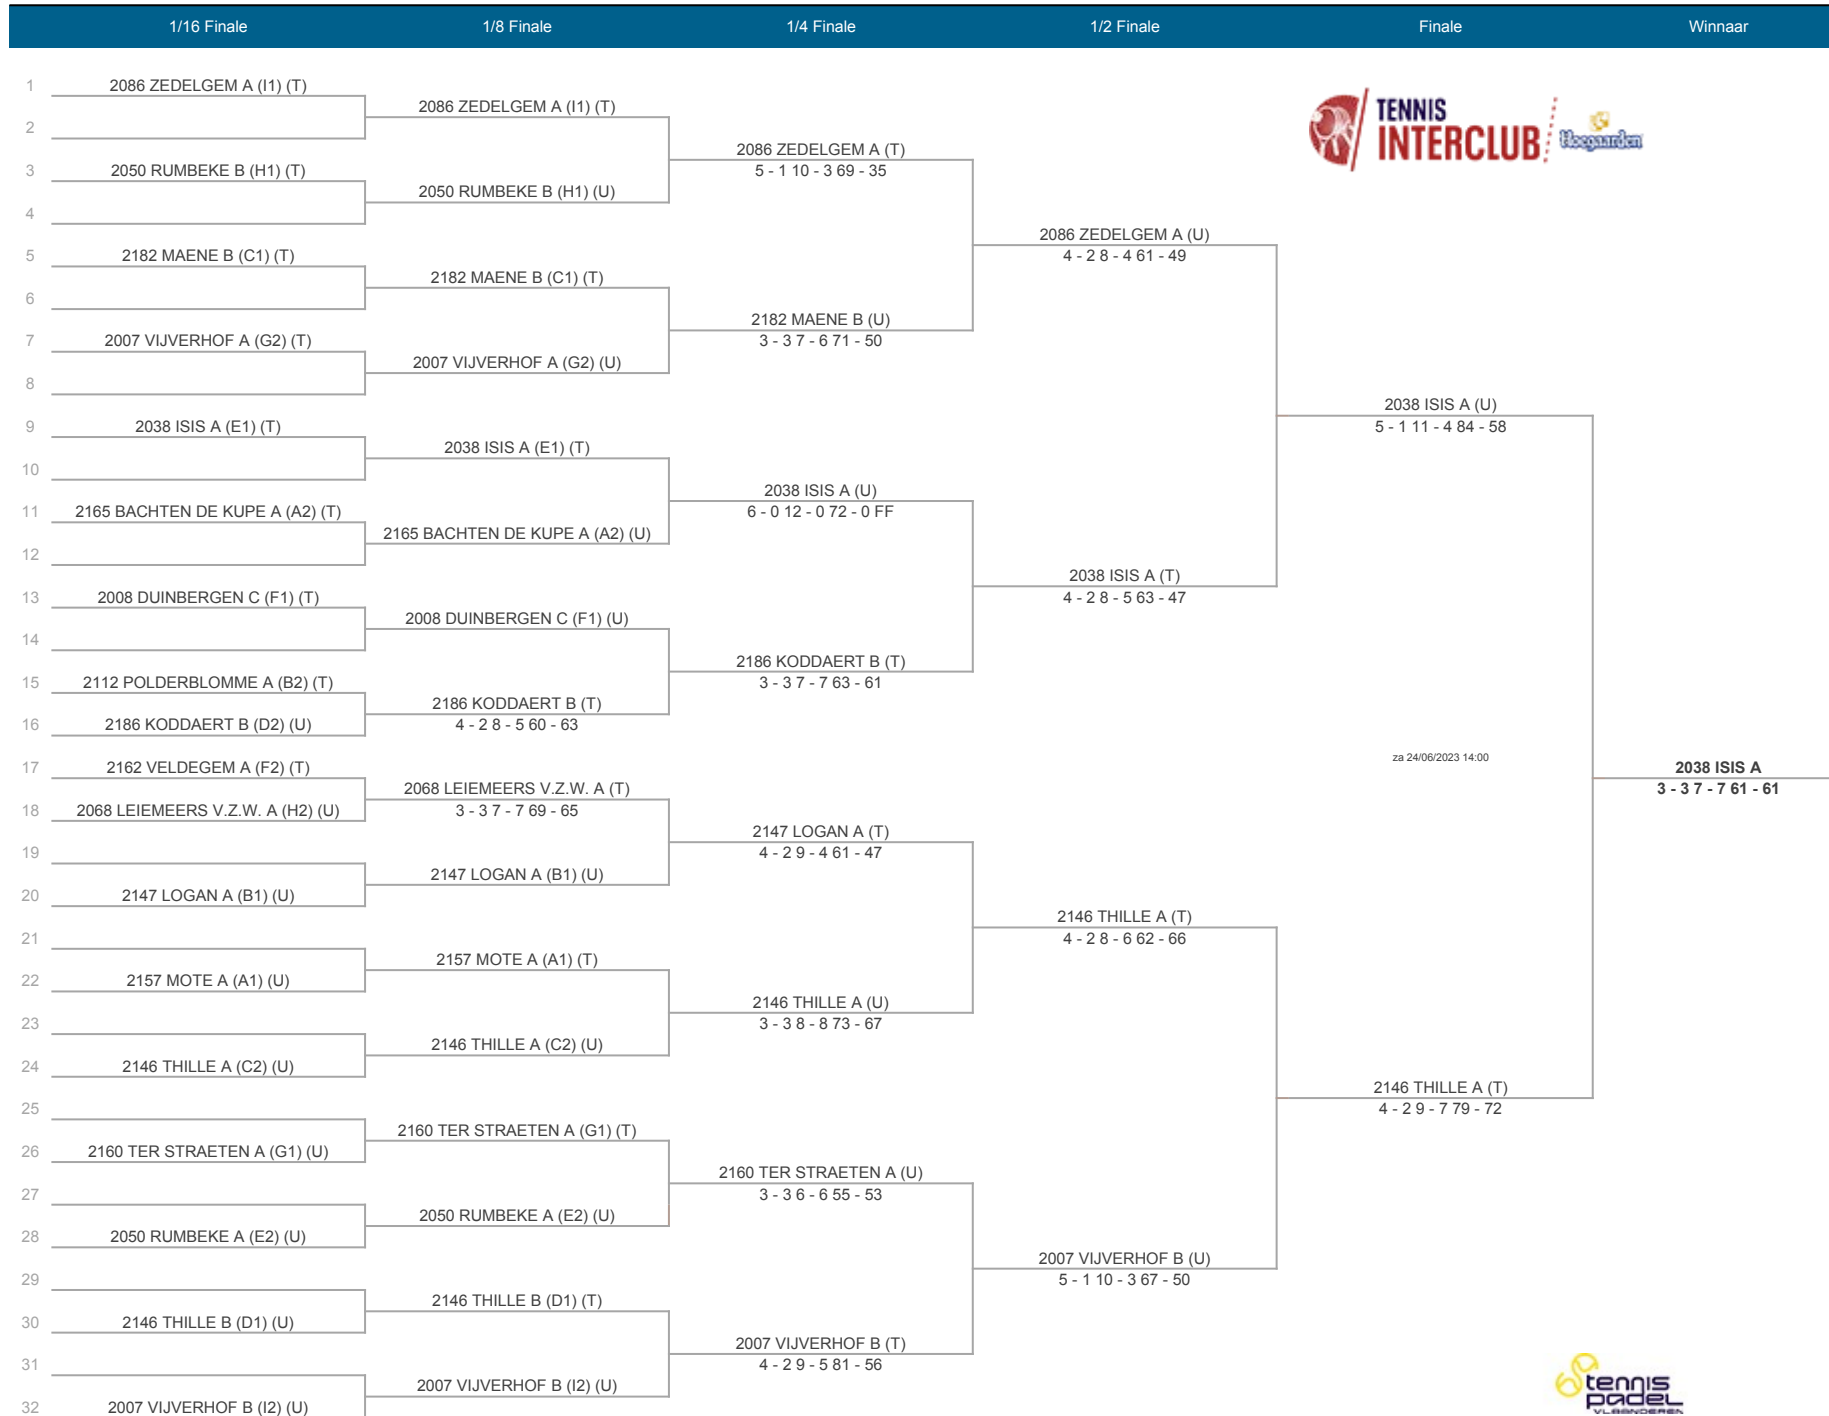 1/16 Finale 1/8 Finale 1/4 Finale 1/2 Finale Finale Winnaar
TENNIS
INTERCLUB
Hoegaarden
1 2086 ZEDELGEM A (I1) (T)
2
3 2050 RUMBEKE B (H1) (T)
4
5 2182 MAENE B (C1) (T)
6
7 2007 VIJVERHOF A (G2) (T)
8
9 2038 ISIS A (E1) (T)
10
11 2165 BACHTEN DE KUPE A (A2) (T)
12
13 2008 DUINBERGEN C (F1) (T)
14
15 2112 POLDERBLOMME A (B2) (T)
16 2186 KODDAERT B (D2) (U)
17 2162 VELDEGEM A (F2) (T)
18 2068 LEIEMEERS V.Z.W. A (H2) (U)
19
20 2147 LOGAN A (B1) (U)
21
22 2157 MOTE A (A1) (U)
23
24 2146 THILLE A (C2) (U)
25
26 2160 TER STRAETEN A (G1) (U)
27
28 2050 RUMBEKE A (E2) (U)
29
30 2146 THILLE B (D1) (U)
31
32 2007 VIJVERHOF B (I2) (U)
2086 ZEDELGEM A (I1) (T)
2050 RUMBEKE B (H1) (U)
2182 MAENE B (C1) (T)
2007 VIJVERHOF A (G2) (U)
2038 ISIS A (E1) (T)
2165 BACHTEN DE KUPE A (A2) (U)
2008 DUINBERGEN C (F1) (U)
2186 KODDAERT B (T)
4 - 2 8 - 5 60 - 63
2068 LEIEMEERS V.Z.W. A (T)
3 - 3 7 - 7 69 - 65
2147 LOGAN A (B1) (U)
2157 MOTE A (A1) (T)
2146 THILLE A (C2) (U)
2160 TER STRAETEN A (G1) (T)
2050 RUMBEKE A (E2) (U)
2146 THILLE B (D1) (T)
2007 VIJVERHOF B (I2) (U)
2086 ZEDELGEM A (T)
5 - 1 10 - 3 69 - 35
2182 MAENE B (U)
3 - 3 7 - 6 71 - 50
2038 ISIS A (U)
6 - 0 12 - 0 72 - 0 FF
2186 KODDAERT B (T)
3 - 3 7 - 7 63 - 61
2147 LOGAN A (T)
4 - 2 9 - 4 61 - 47
2146 THILLE A (U)
3 - 3 8 - 8 73 - 67
2160 TER STRAETEN A (U)
3 - 3 6 - 6 55 - 53
2007 VIJVERHOF B (T)
4 - 2 9 - 5 81 - 56
2086 ZEDELGEM A (U)
4 - 2 8 - 4 61 - 49
2038 ISIS A (T)
4 - 2 8 - 5 63 - 47
2146 THILLE A (T)
4 - 2 8 - 6 62 - 66
2007 VIJVERHOF B (U)
5 - 1 10 - 3 67 - 50
2038 ISIS A (U)
5 - 1 11 - 4 84 - 58
za 24/06/2023 14:00
2146 THILLE A (T)
4 - 2 9 - 7 79 - 72
2038 ISIS A
3 - 3 7 - 7 61 - 61
tennis
padel
VLAANDEREN